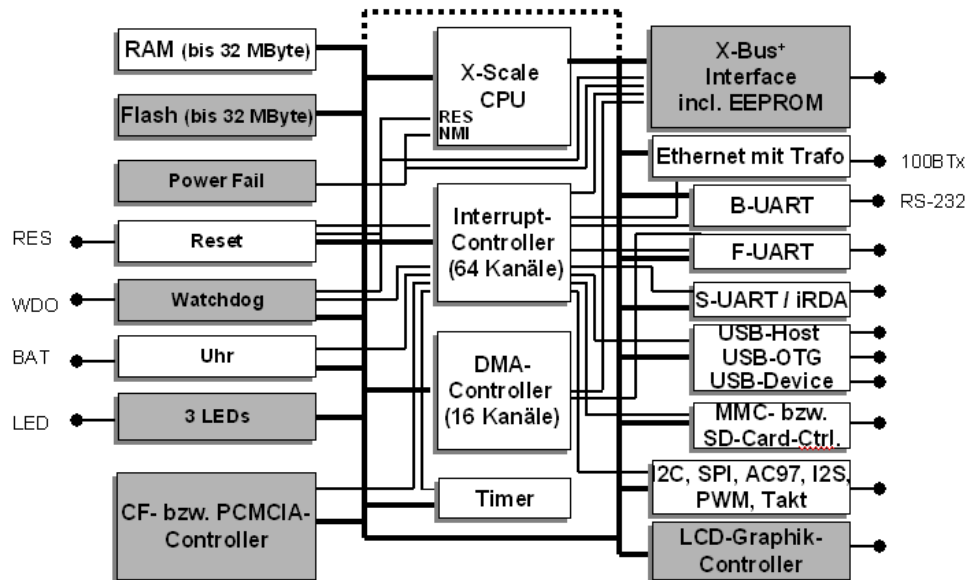 RAM (bis 32 MByte)
Flash (bis 32 MByte)
Power Fail
RES
Reset
WDO
Watchdog
BAT
Uhr
LED
3 LEDs
CF- bzw. PCMCIA-
Controller
X-Scale
CPU
RES
NMI
Interrupt-
Controller
(64 Kanäle)
DMA-
Controller
(16 Kanäle)
Timer
X-Bus⁺
Interface
incl. EEPROM
Ethernet mit Trafo
100BTx
B-UART
RS-232
F-UART
S-UART / iRDA
USB-Host
USB-OTG
USB-Device
MMC- bzw.
SD-Card-Ctrl.
I2C, SPI, AC97, I2S,
PWM, Takt
LCD-Graphik-
Controller